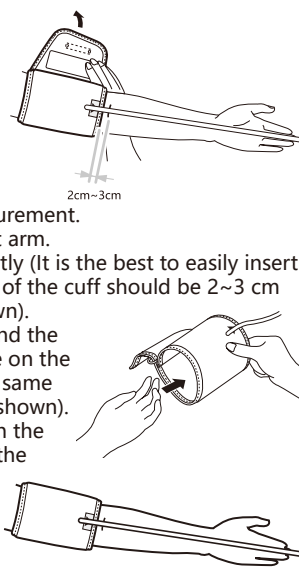 2cm~3cm
urement.
t arm.
tly (It is the best to easily insert
of the cuff should be 2~3 cm
wn).
nd the
e on the
same
shown).
n the
the